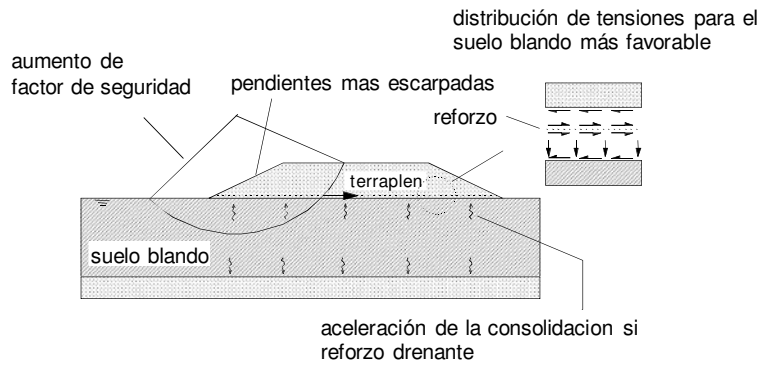 distribución de tensiones para el
suelo blando más favorable
aumento de
factor de seguridad
pendientes mas escarpadas
reforzo
terraplen
suelo blando
aceleración de la consolidacion si
reforzo drenante